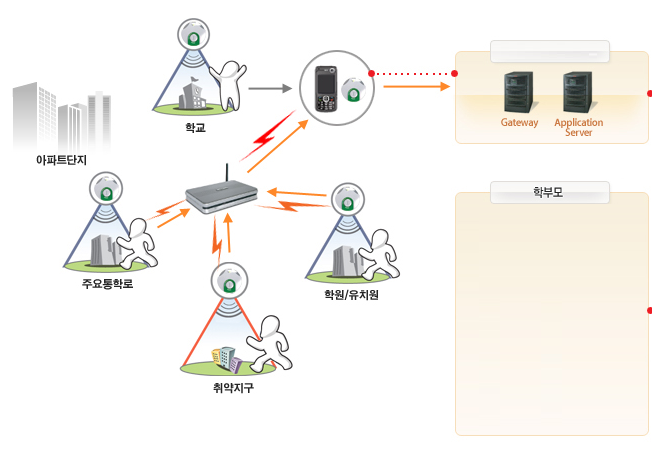 학교
아파트단지
Gateway
Application
Server
학부모
주요통학로
학원/유치원
취약지구